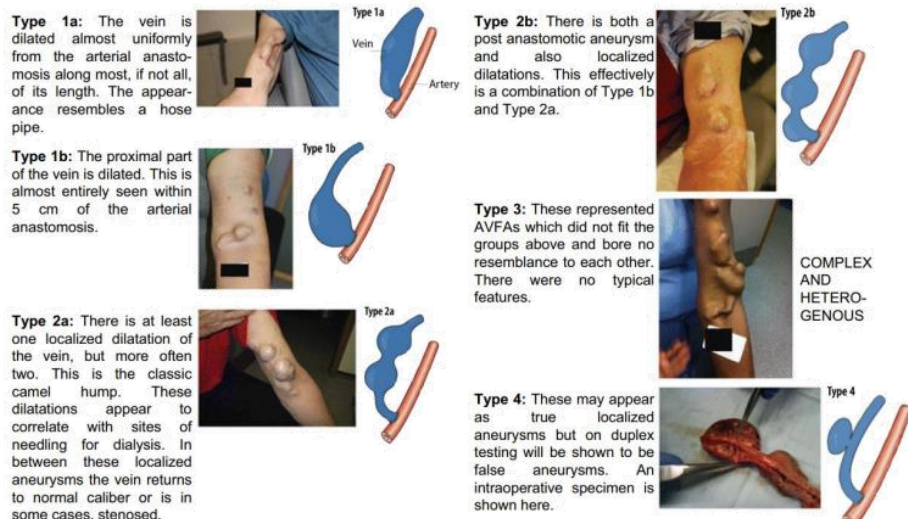 Type 1a: The vein is
dilated almost uniformly
from the arterial anasto-
mosis along most, if not all,
of its length. The appear-
ance resembles a hose
pipe.
Type 1a
Vein
Artery
Type 1b: The proximal part
of the vein is dilated. This is
almost entirely seen within
5 cm of the arterial
anastomosis.
Type 1b
Type 2a: There is at least
one localized dilatation of
the vein, but more often
two. This is the classic
camel hump. These
dilatations appear to
correlate with sites of
needling for dialysis. In
between these localized
aneurysms the vein returns
to normal caliber or is in
some cases, stenosed.
Type 2a
Type 2b: There is both a
post anastomotic aneurysm
and also localized
dilatations. This effectively
is a combination of Type 1b
and Type 2a.
Type 2b
Type 3: These represented
AVFAs which did not fit the
groups above and bore no
resemblance to each other.
There were no typical
features.
COMPLEX
AND
HETERO-
GENOUS
Type 4: These may appear
as true localized
aneurysms but on duplex
testing will be shown to be
false aneurysms. An
intraoperative specimen is
shown here.
Type 4